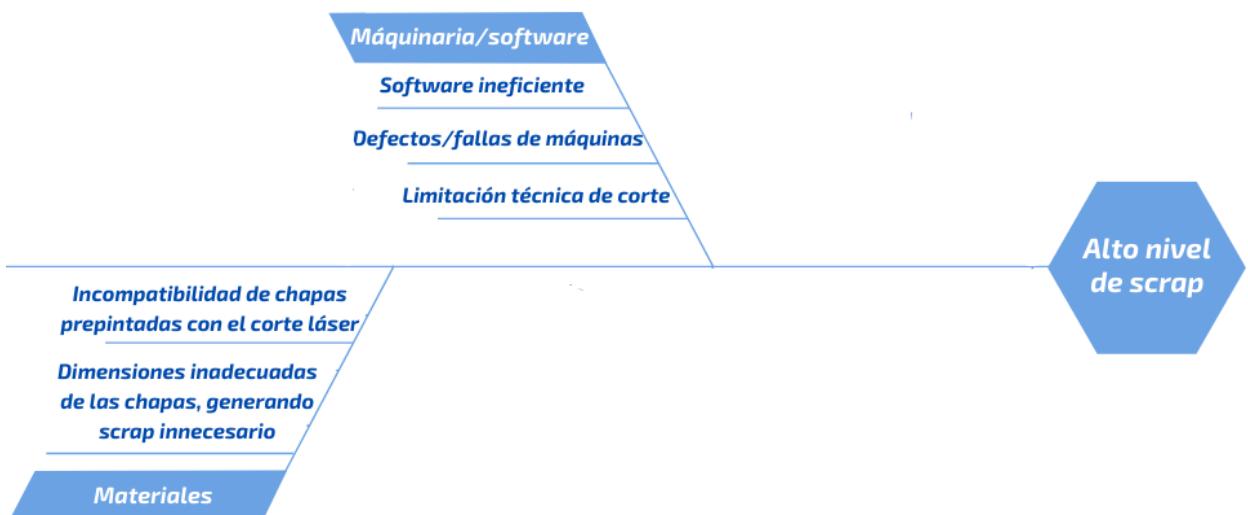 Máquinaria/software
Software ineficiente
Defectos/fallas de máquinas
Limitación técnica de corte
Alto nivel
de scrap
Incompatibilidad de chapas
prepintadas con el corte láser
Dimensiones inadecuadas
de las chapas, generando
scrap innecesario
Materiales